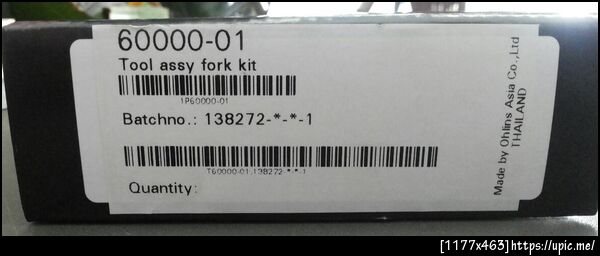 60000-01
Tool assy fork kit
1P60000-01
Batchno.: 138272-*-*-1
T60000-01,138272-*-*-1
Quantity:
Made by Ohlins Asia Co.,Ltd
THAILAND
[1177x463]https://upic.me/